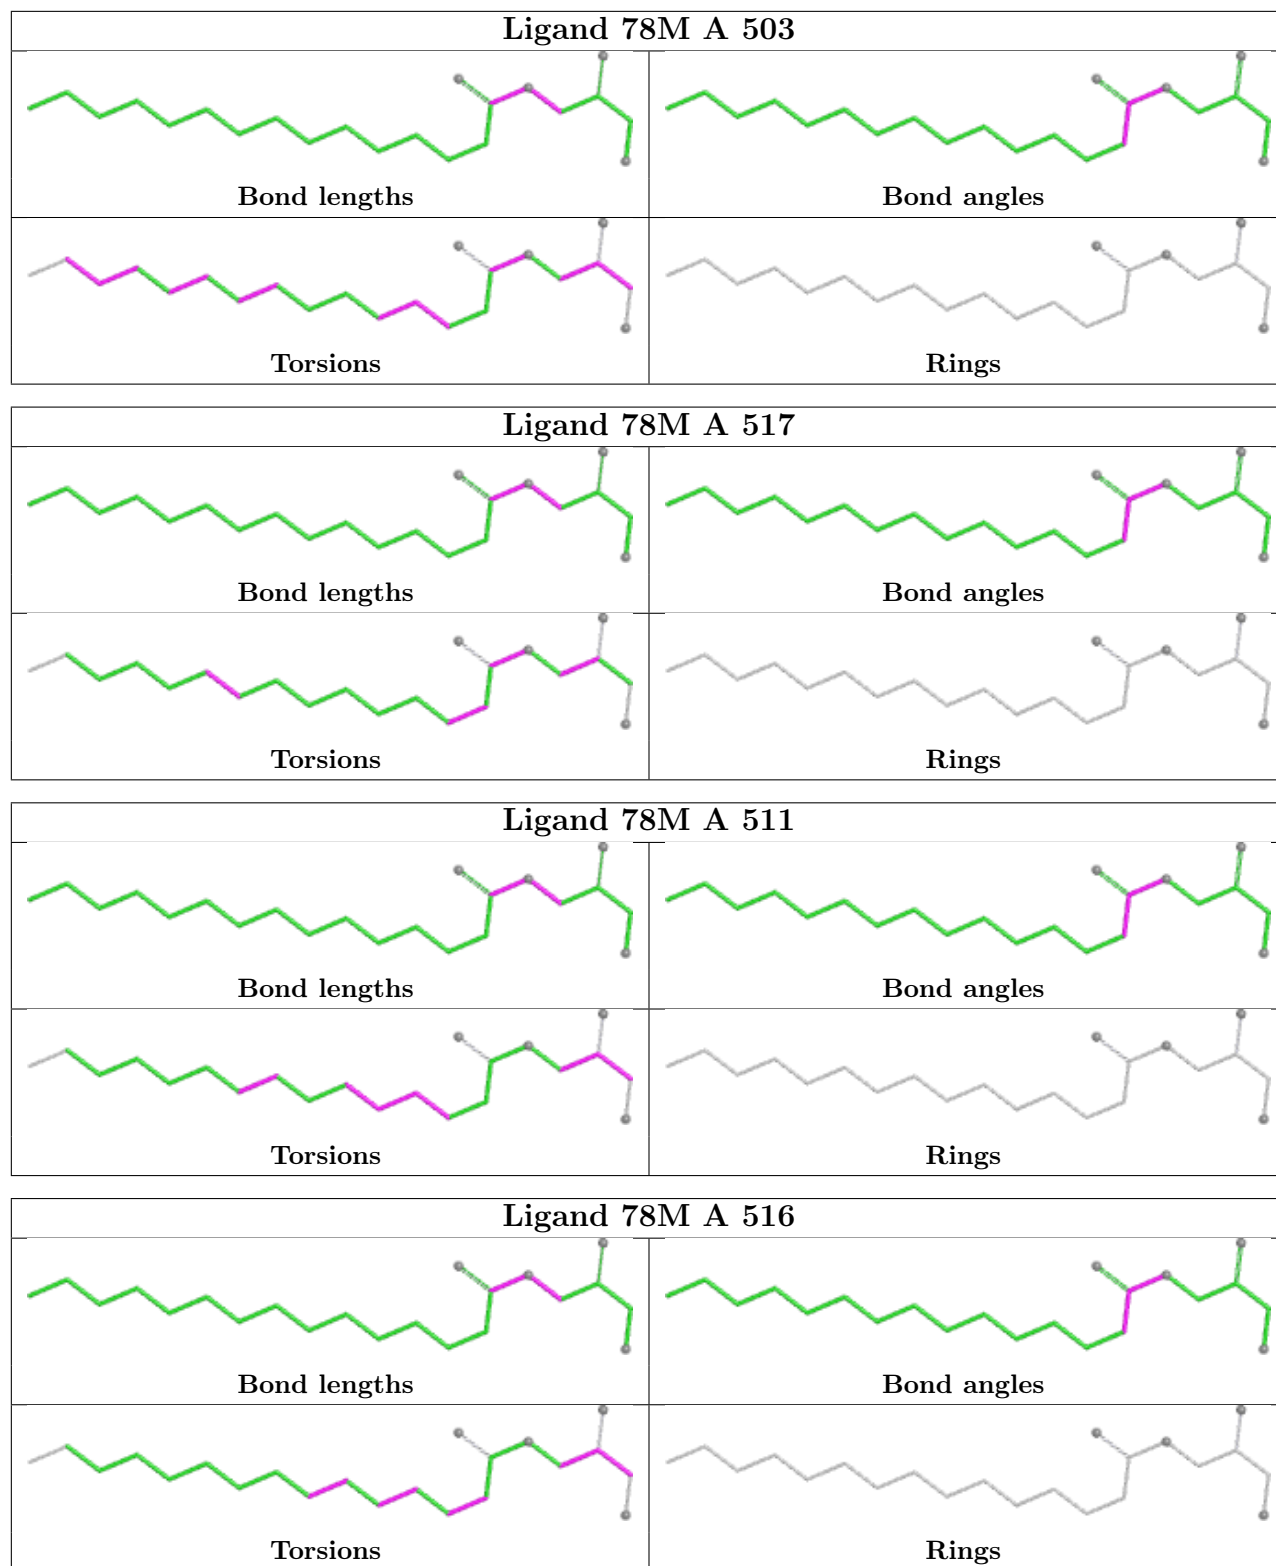 Ligand 78M A 503
Bond lengths
Bond angles
Torsions
Rings
Ligand 78M A 517
Bond lengths
Bond angles
Torsions
Rings
Ligand 78M A 511
Bond lengths
Bond angles
Torsions
Rings
Ligand 78M A 516
Bond lengths
Bond angles
Torsions
Rings